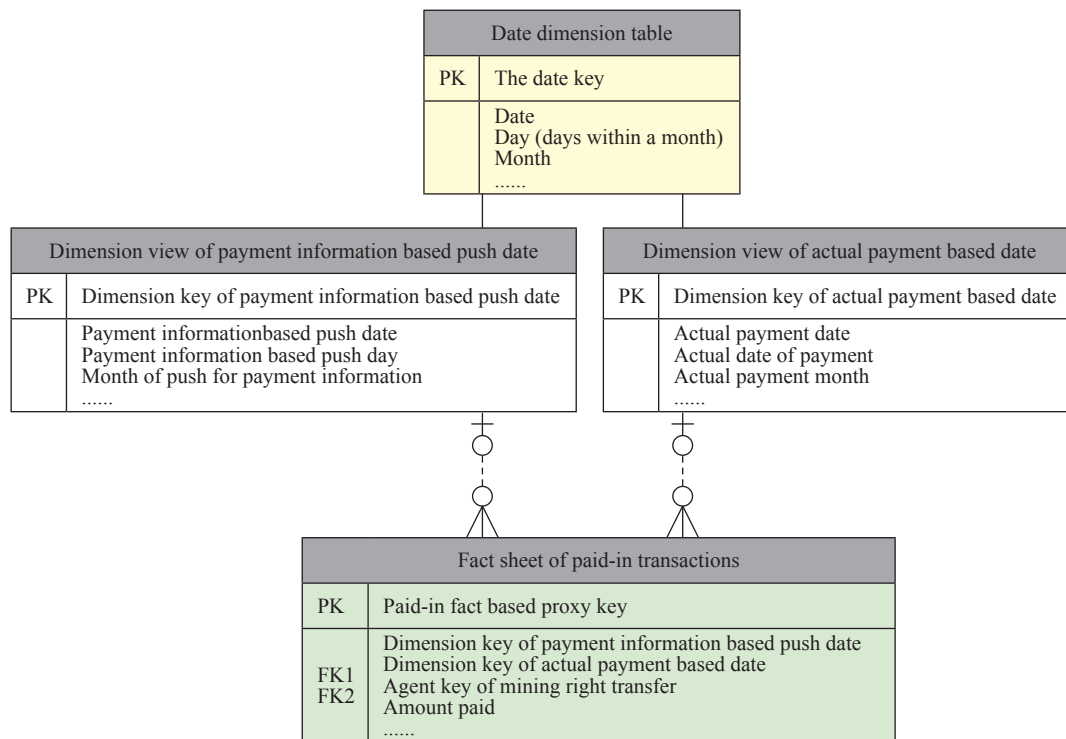 Date dimension table
PK The date key
Date
Day (days within a month)
Month
......
Dimension view of payment information based push date
PK Dimension key of payment information based push date
Payment informationbased push date
Payment information based push day
Month of push for payment information
......
Dimension view of actual payment based date
PK Dimension key of actual payment based date
Actual payment date
Actual date of payment
Actual payment month
......
Fact sheet of paid-in transactions
PK Paid-in fact based proxy key
FK1
FK2
Dimension key of payment information based push date
Dimension key of actual payment based date
Agent key of mining right transfer
Amount paid
......